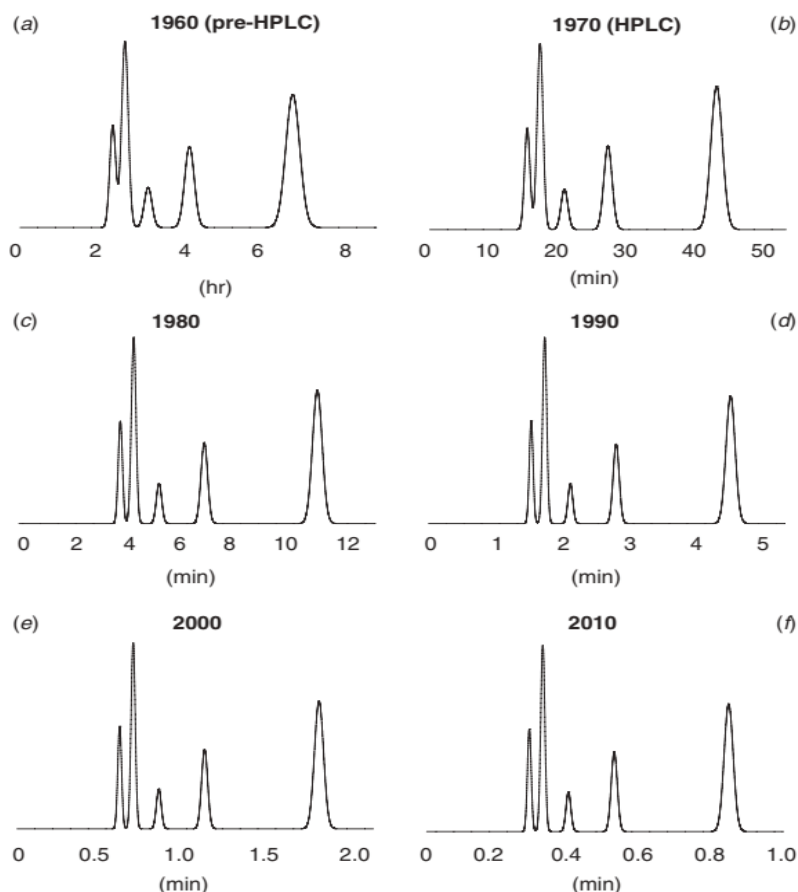 (a) 1960 (pre-HPLC)
1970 (HPLC) (b)
0 2 4 6 8
(hr)
0 10 20 30 40 50
(min)
(c) 1980
1990 (d)
0 2 4 6 8 10 12
(min)
0 1 2 3 4 5
(min)
(e) 2000
2010 (f)
0 0.5 1.0 1.5 2.0
(min)
0 0.2 0.4 0.6 0.8 1.0
(min)